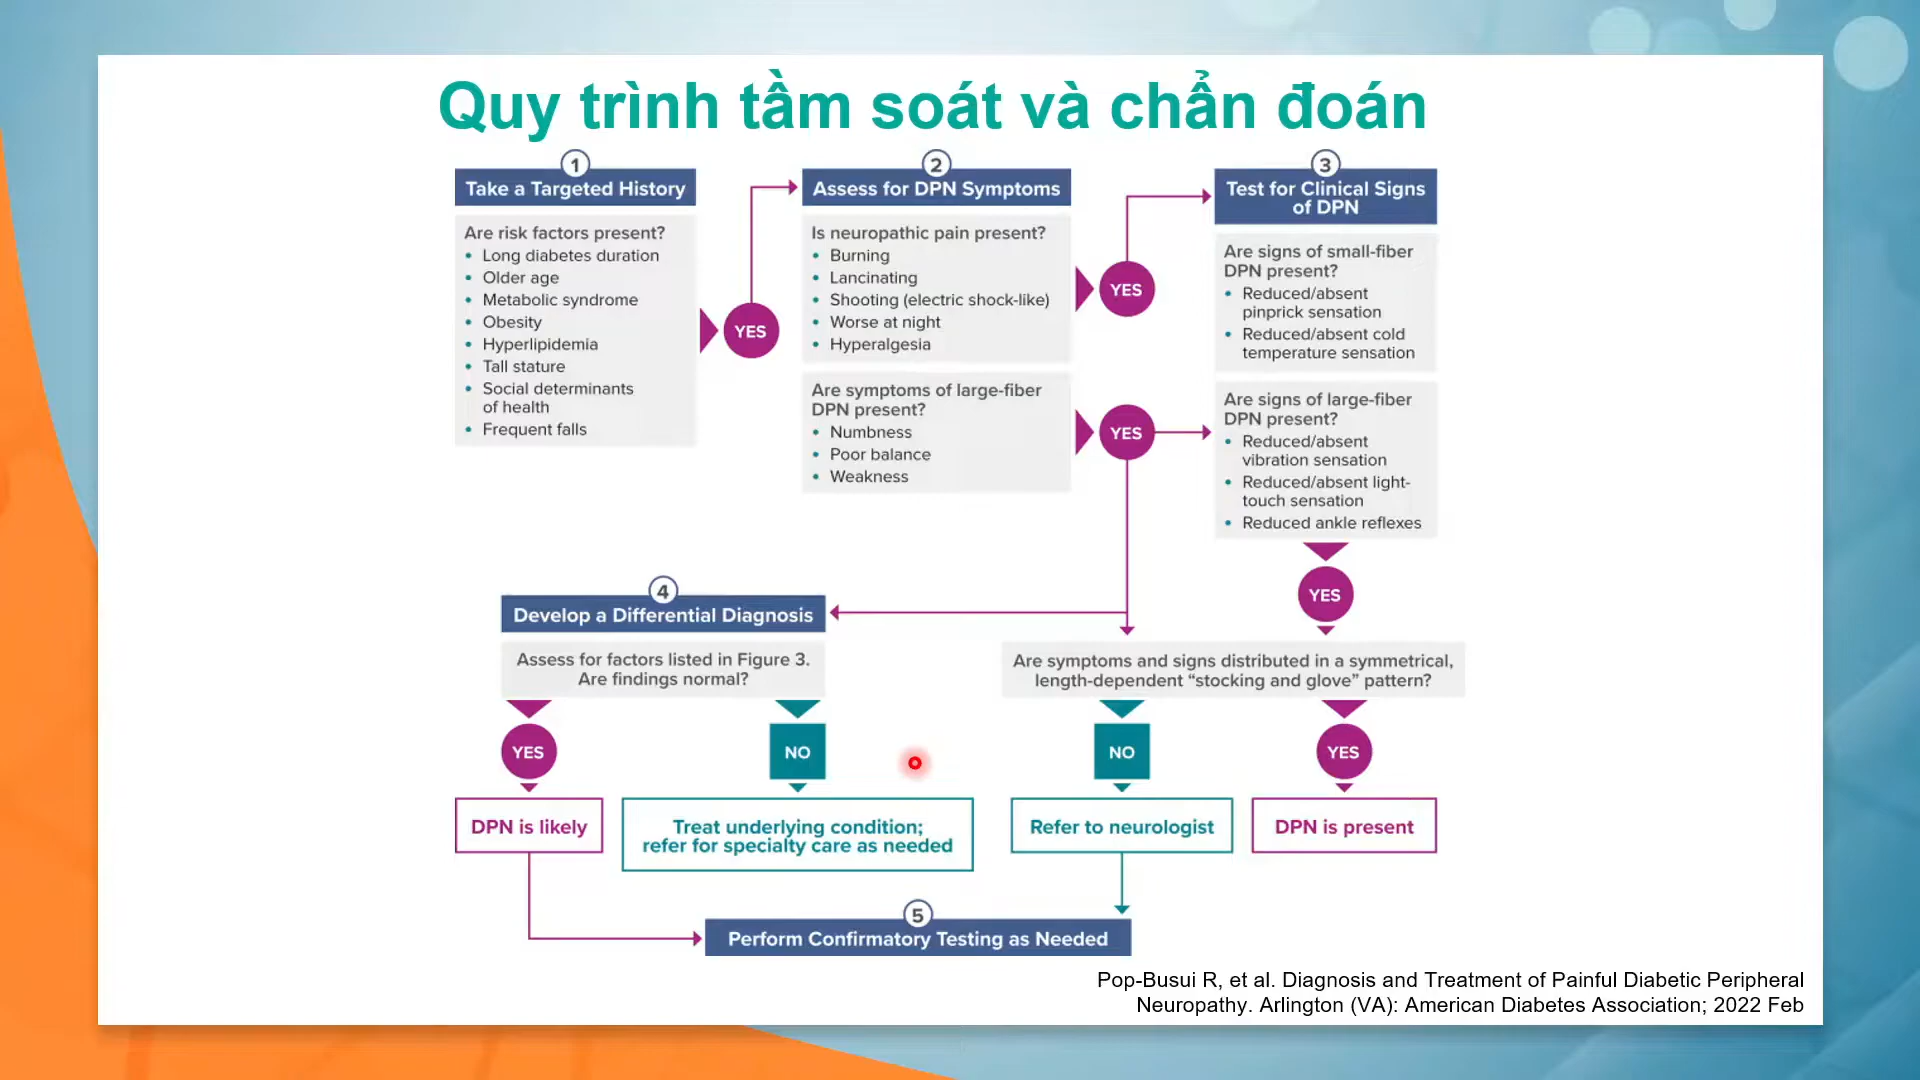 Quy trình tầm soát và chẩn đoán
1
Take a Targeted History
Are risk factors present?
• Long diabetes duration
• Older age
• Metabolic syndrome
• Obesity
• Hyperlipidemia
• Tall stature
• Social determinants
of health
• Frequent falls
YES
2
Assess for DPN Symptoms
Is neuropathic pain present?
• Burning
• Lancinating
• Shooting (electric shock-like)
• Worse at night
• Hyperalgesia
YES
Are symptoms of large-fiber
DPN present?
• Numbness
• Poor balance
• Weakness
YES
3
Test for Clinical Signs
of DPN
Are signs of small-fiber
DPN present?
• Reduced/absent
pinprick sensation
• Reduced/absent cold
temperature sensation
Are signs of large-fiber
DPN present?
• Reduced/absent
vibration sensation
• Reduced/absent light-
touch sensation
• Reduced ankle reflexes
YES
4
Develop a Differential Diagnosis
Assess for factors listed in Figure 3.
Are findings normal?
YES
NO
DPN is likely
Treat underlying condition;
refer for specialty care as needed
Are symptoms and signs distributed in a symmetrical,
length-dependent “stocking and glove” pattern?
NO
YES
Refer to neurologist
DPN is present
5
Perform Confirmatory Testing as Needed
Pop-Busui R, et al. Diagnosis and Treatment of Painful Diabetic Peripheral
Neuropathy. Arlington (VA): American Diabetes Association; 2022 Feb